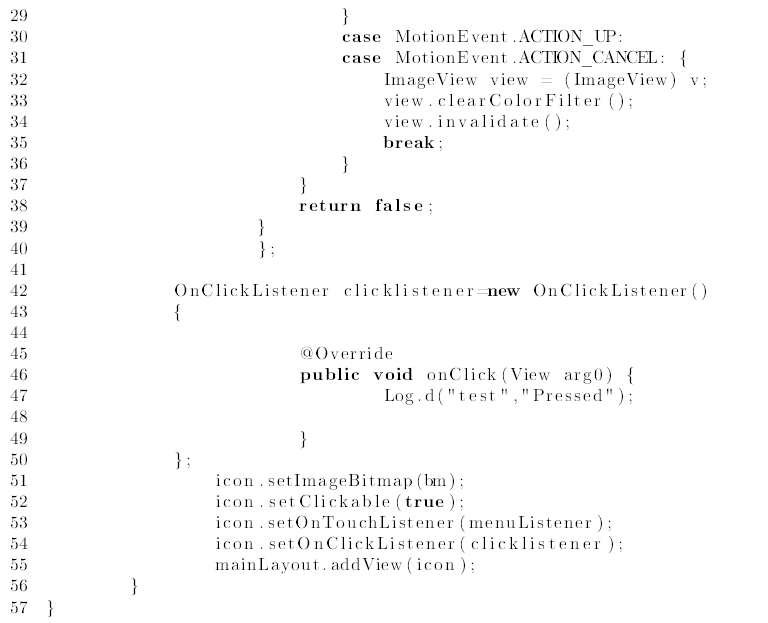 29 }
30 case MotionEvent.ACTION_UP:
31 case MotionEvent.ACTION_CANCEL: {
32 ImageView view = (ImageView) v;
33 view.clearColorFilter();
34 view.invalidate();
35 break;
36 }
37 }
38 return false;
39 }
40 };
41
42 OnClickListener clicklistener=new OnClickListener()
43 {
44
45 @Override
46 public void onClick(View arg0) {
47 Log.d("test","Pressed");
48
49 }
50 };
51 icon.setImageBitmap(bm);
52 icon.setClickable(true);
53 icon.setOnTouchListener(menuListener);
54 icon.setOnClickListener(clicklistener);
55 mainLayout.addView(icon);
56 }
57 }